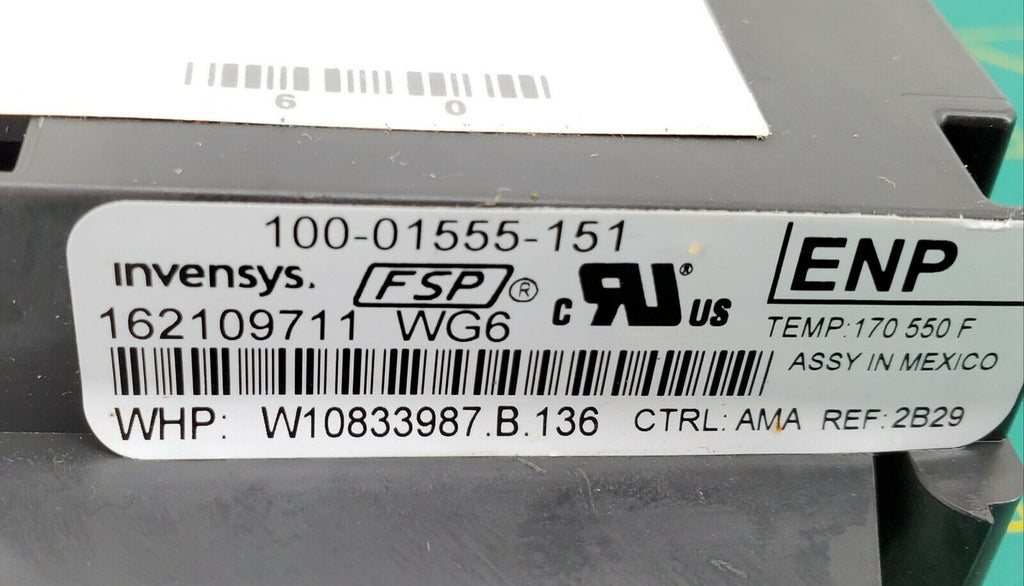 6 0
100-01555-151
invensys. FSP® c RU® US ENP
162109711 WG6 TEMP:170 550 F
ASSY IN MEXICO
WHP: W10833987.B.136 CTRL: AMA REF: 2B29